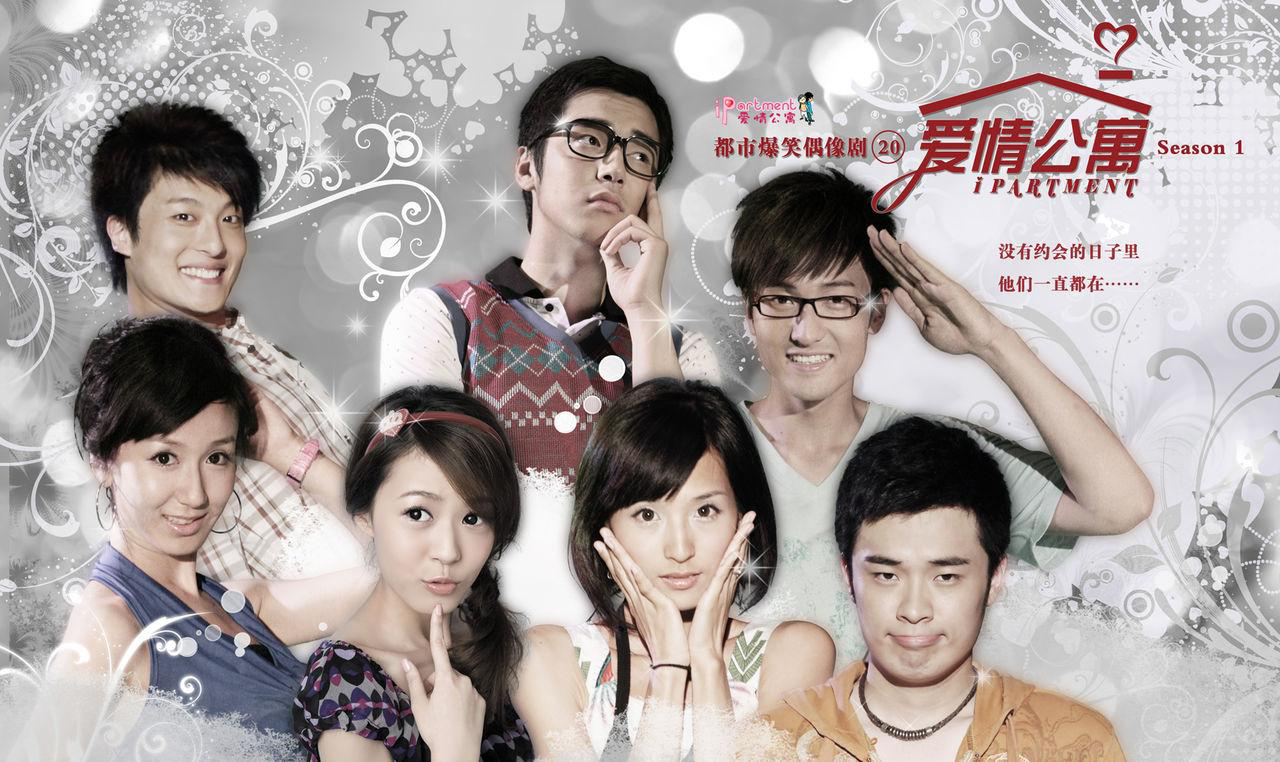 iPartment
爱情公寓
都市爆笑偶像剧 20
爱情公寓 Season 1
iPARTMENT
没有约会的日子里
他们一直都在……